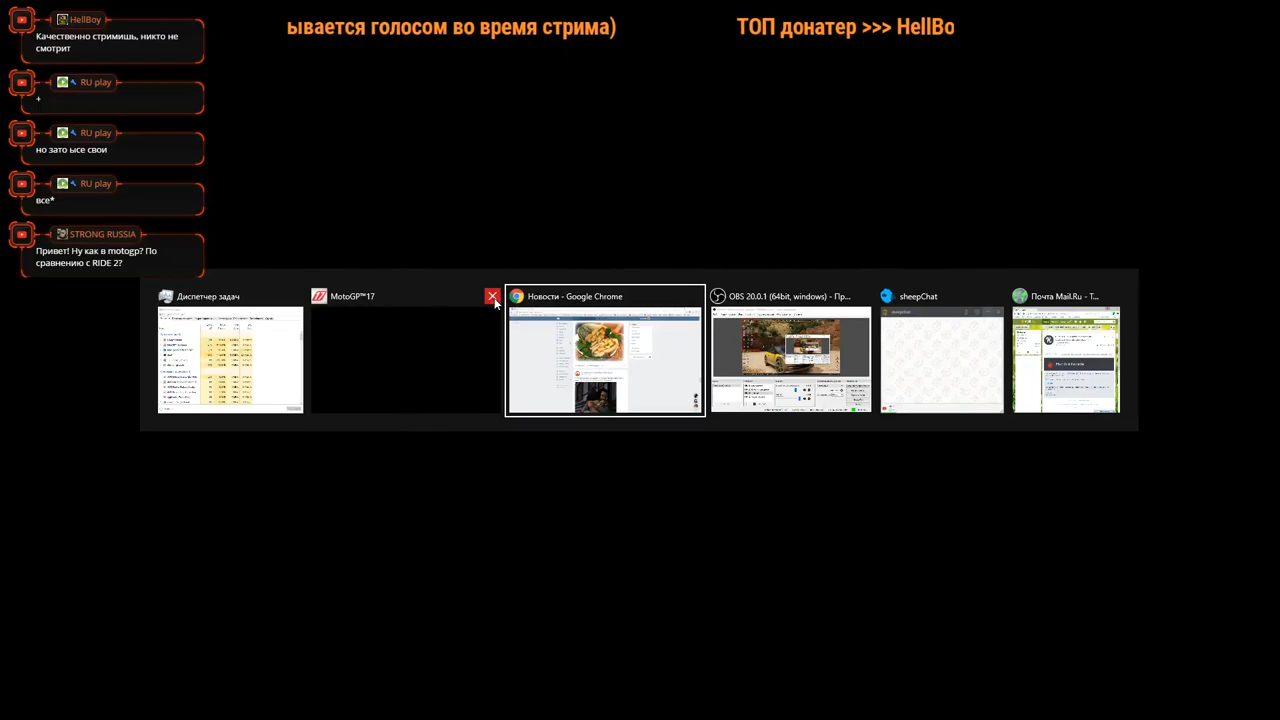 ывается голосом во время стрима)
ТОП донатер >>> HellBo
HellBoy
Качественно стримишь, никто не
смотрит
RU play
+
RU play
но зато ысе свои
RU play
все*
STRONG RUSSIA
Привет! Ну как в motogp? По
сравнению с RIDE 2?
Диспетчер задач
MotoGP™17
Новости - Google Chrome
OBS 20.0.1 (64bit, windows) - Пр...
sheepChat
Почта Mail.Ru - Т...